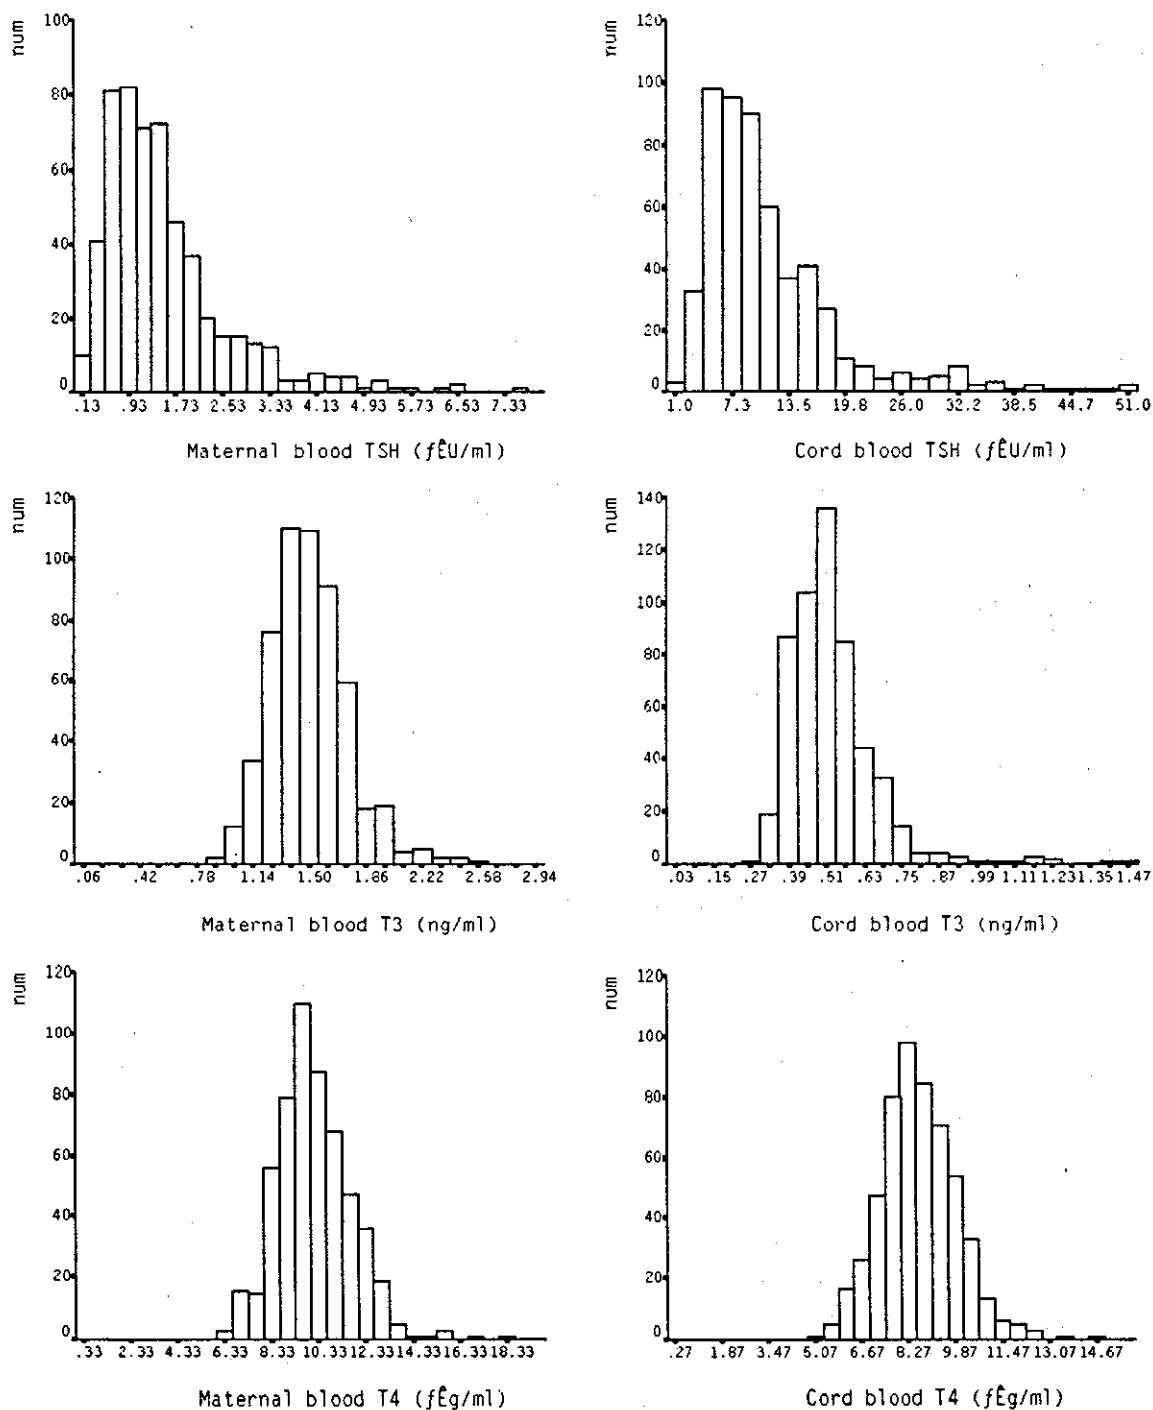 num
100
80
60
40
20
0
.13 .93 1.73 2.53 3.33 4.13 4.93 5.73 6.53 7.33
Maternal blood TSH (ƒÊU/ml)
num
120
100
80
60
40
20
0
1.0 7.3 13.5 19.8 26.0 32.2 38.5 44.7 51.0
Cord blood TSH (ƒÊU/ml)
num
120
100
80
60
40
20
0
.06 .42 .78 1.14 1.50 1.86 2.22 2.58 2.94
Maternal blood T3 (ng/ml)
num
140
120
100
80
60
40
20
0
.03 .15 .27 .39 .51 .63 .75 .87 .99 1.11 1.23 1.35 1.47
Cord blood T3 (ng/ml)
num
120
100
80
60
40
20
0
.33 2.33 4.33 6.33 8.33 10.33 12.33 14.33 16.33 18.33
Maternal blood T4 (ƒÊg/ml)
num
120
100
80
60
40
20
0
.27 1.87 3.47 5.07 6.67 8.27 9.87 11.47 13.07 14.67
Cord blood T4 (ƒÊg/ml)